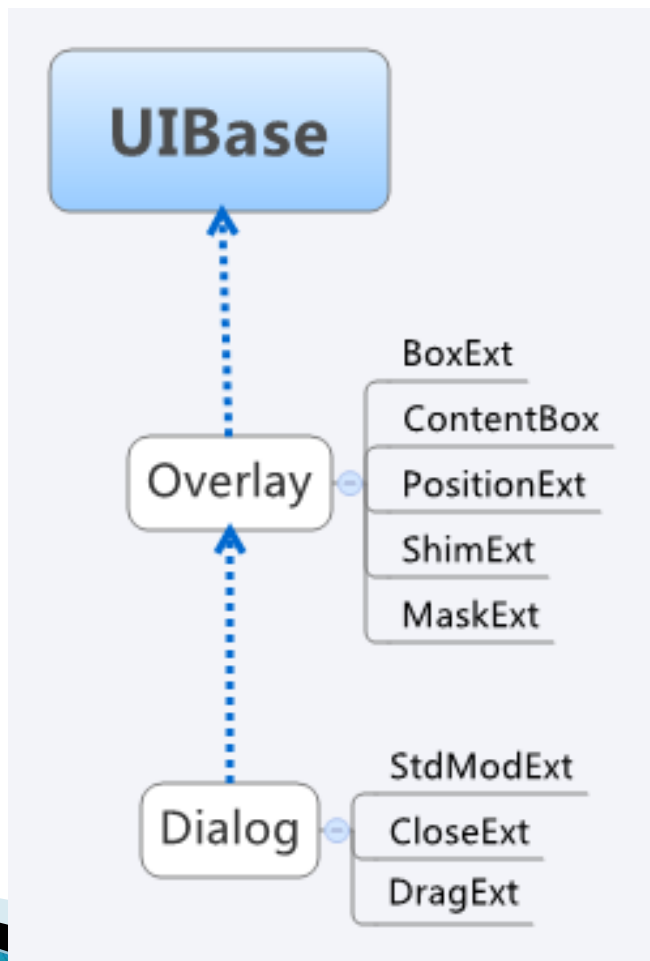 UIBase
Overlay
BoxExt
ContentBox
PositionExt
ShimExt
MaskExt
Dialog
StdModExt
CloseExt
DragExt